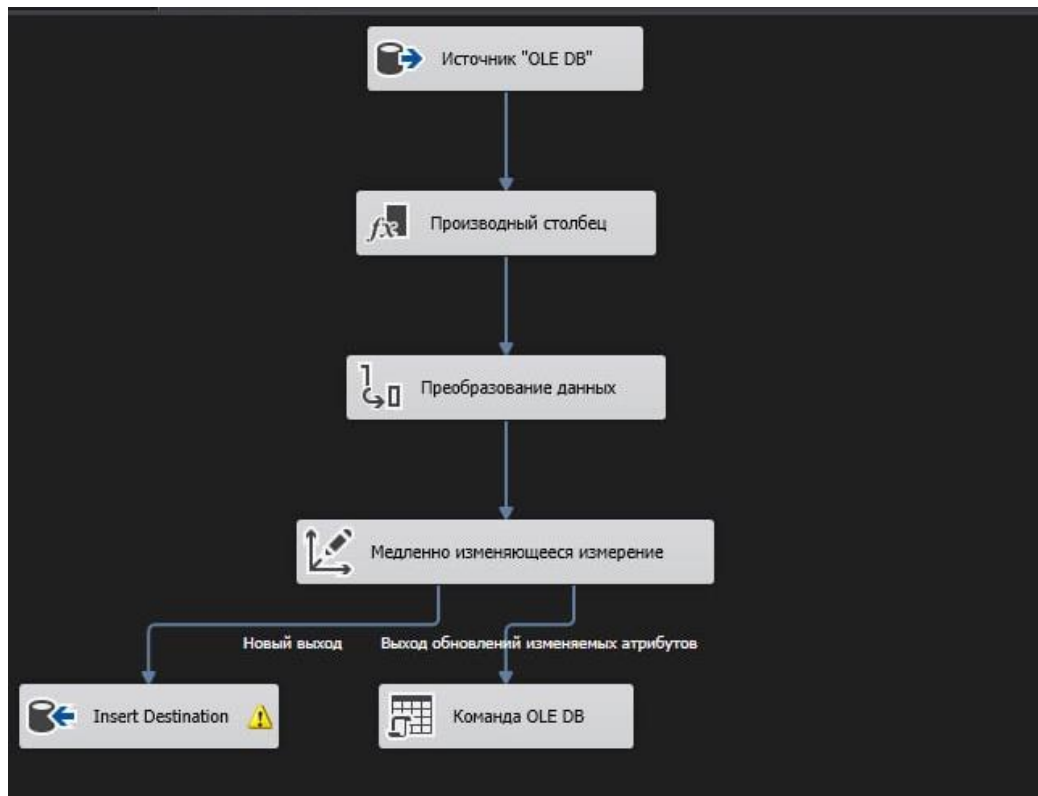 Источник "OLE DB"
Производный столбец
Преобразование данных
Медленно изменяющееся измерение
Новый выход
Выход обновлений изменяемых атрибутов
Insert Destination
Команда OLE DB